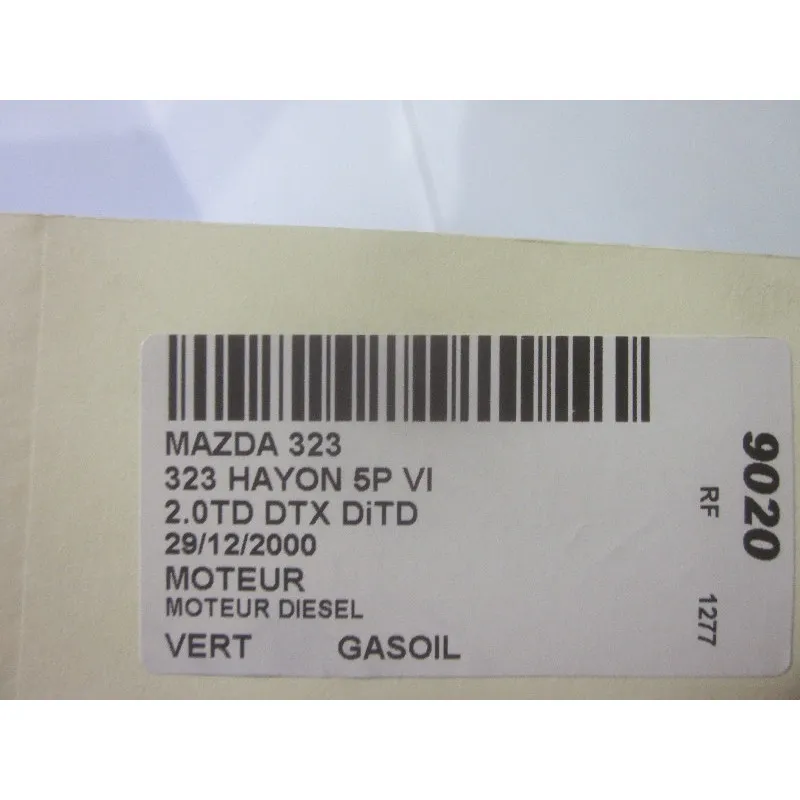 MAZDA 323
323 HAYON 5P VI
2.0TD DTX DiTD
29/12/2000
MOTEUR
MOTEUR DIESEL
VERT GASOIL
9020
RF 1277